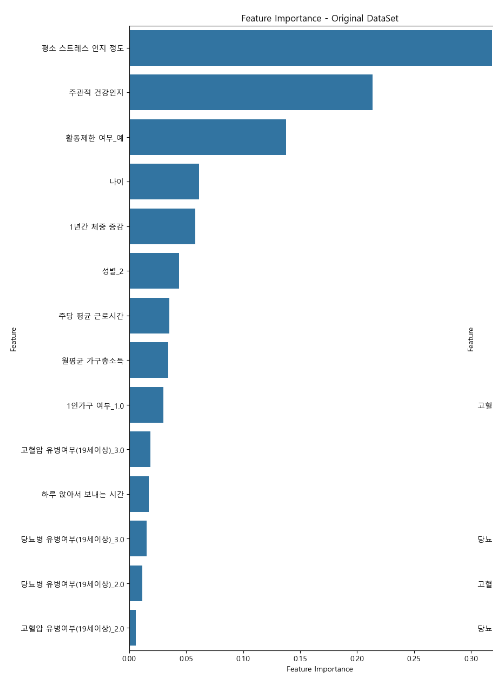 Feature Importance - Original DataSet
평소 스트레스 인지 정도
주관적 건강인지
활동제한 여부_예
나이
1년간 체중 증감
성별_2
주당 평균 근로시간
월평균 가구총소득
1인가구 여부_1.0
고혈압 유병여부(19세이상)_3.0
하루 앉아서 보내는 시간
당뇨병 유병여부(19세이상)_3.0
당뇨병 유병여부(19세이상)_2.0
고혈압 유병여부(19세이상)_2.0
Feature
0.00 0.05 0.10 0.15 0.20 0.25 0.30
Feature Importance
Feature
고혈
당뇨
고혈
당뇨